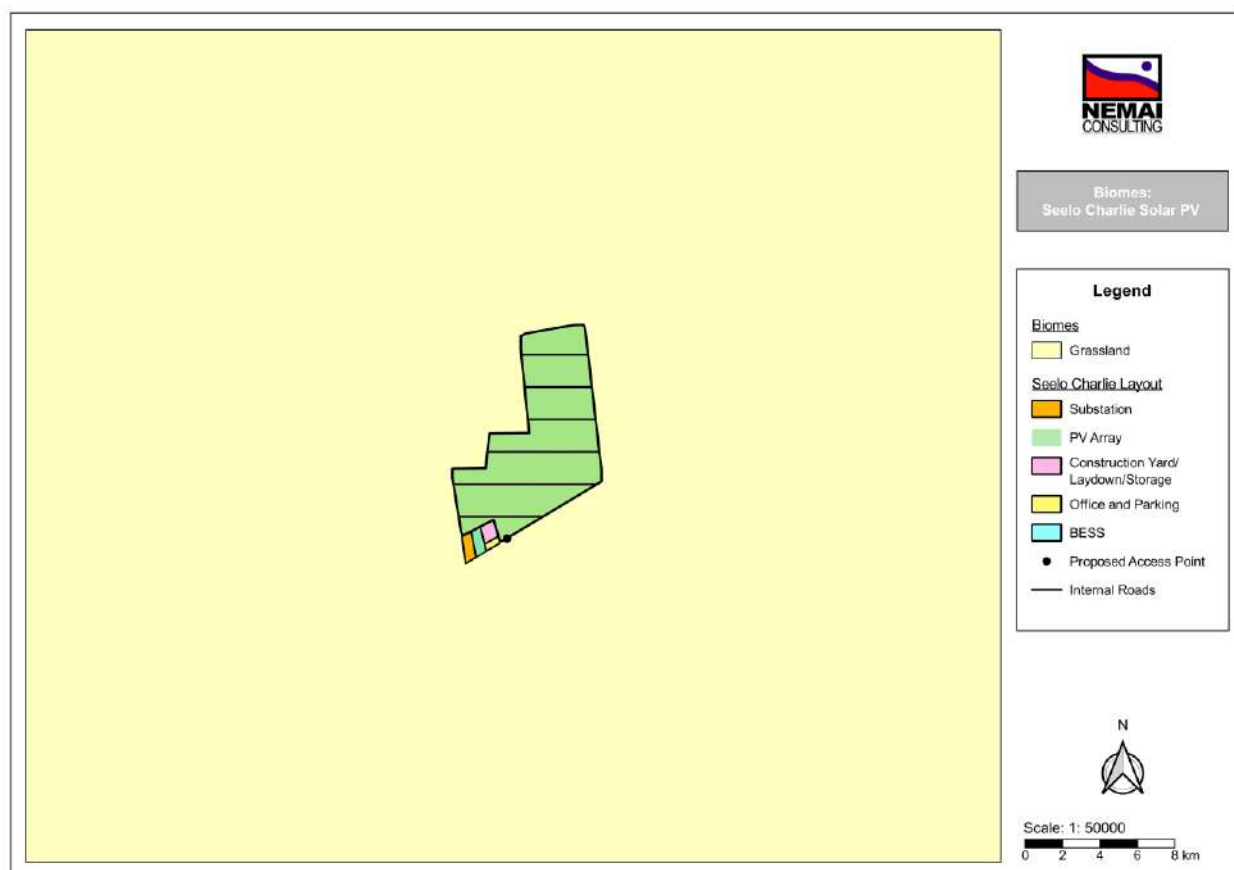 NEMAI
CONSULTING
Biomes:
Seelo Charlie Solar PV
Legend
Biomes
Grassland
Seelo Charlie Layout
Substation
PV Array
Construction Yard/
Laydown/Storage
Office and Parking
BESS
Proposed Access Point
Internal Roads
N
Scale: 1: 50000
0 2 4 6 8 km